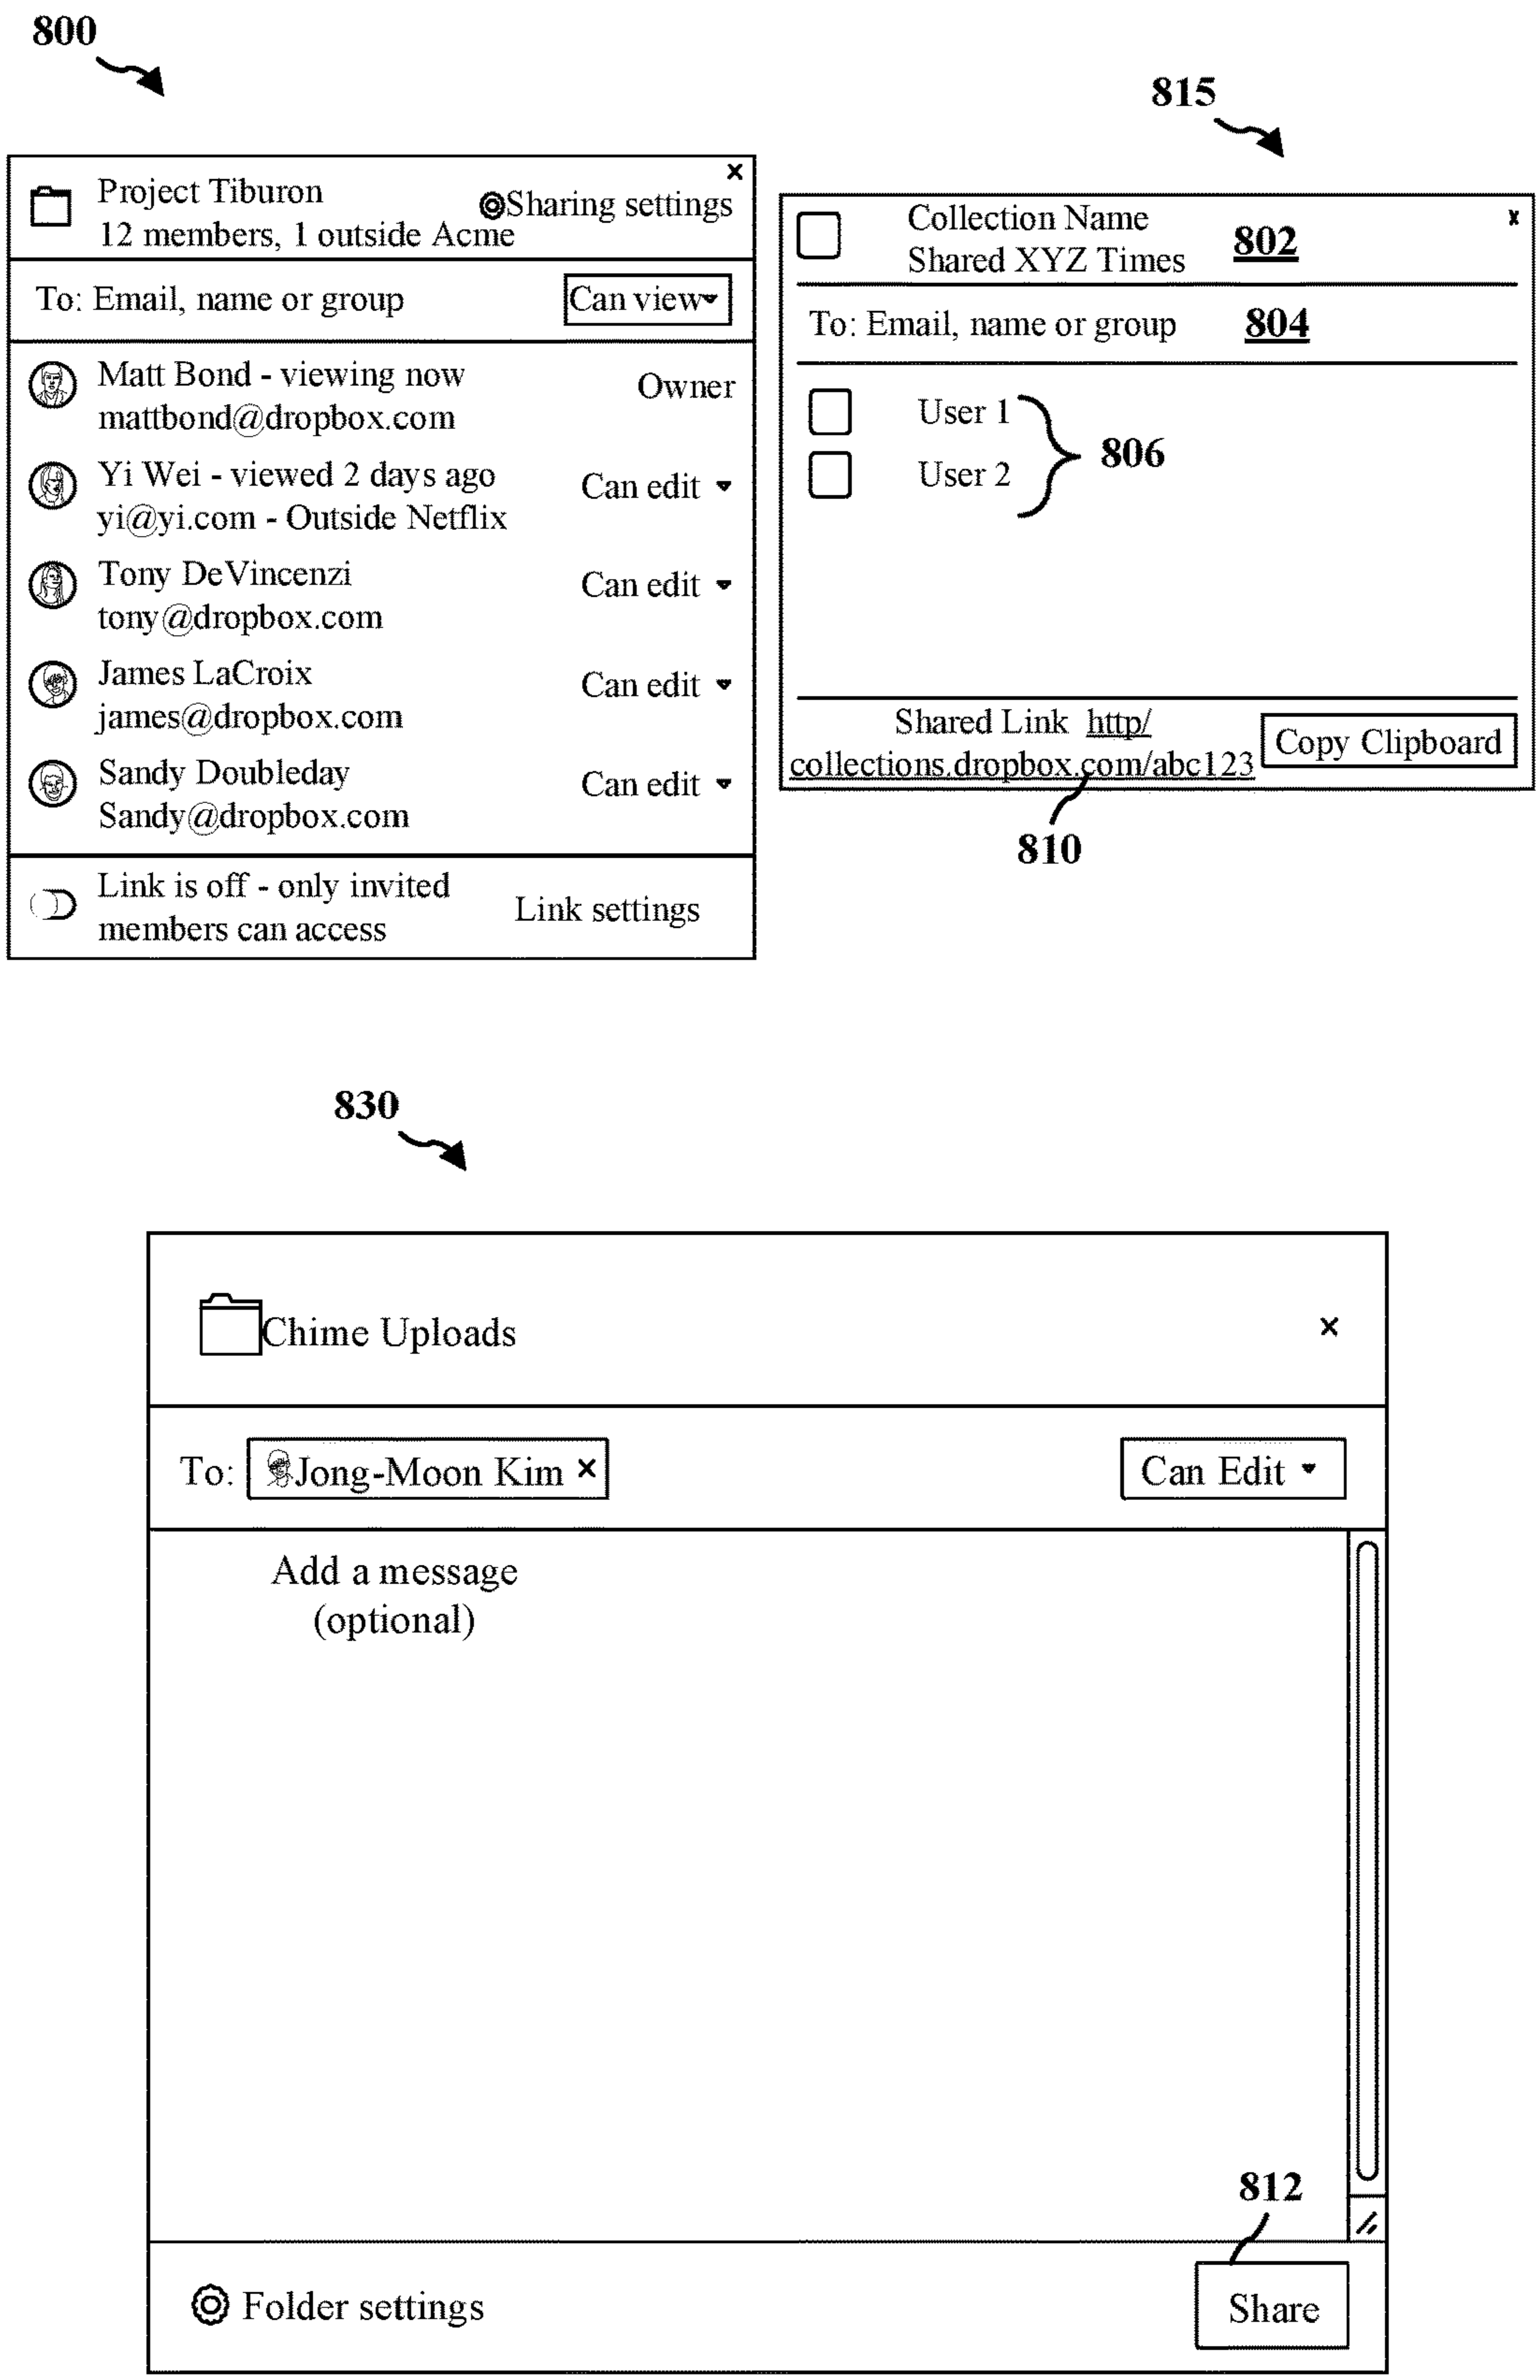 800
Project Tiburon
Sharing settings
12 members, 1 outside Acme
To: Email, name or group
Can view
Matt Bond - viewing now
mattbond@dropbox.com
Owner
Yi Wei - viewed 2 days ago
yi@yi.com - Outside Netflix
Can edit
Tony DeVincenzi
tony@dropbox.com
Can edit
James LaCroix
james@dropbox.com
Can edit
Sandy Doubleday
Sandy@dropbox.com
Can edit
Link is off - only invited
members can access
Link settings
815
Collection Name
Shared XYZ Times
802
To: Email, name or group
804
User 1
User 2
806
Shared Link http/
collections.dropbox.com/abc123
Copy Clipboard
810
830
Chime Uploads
To:
Jong-Moon Kim
Can Edit
Add a message
(optional)
812
Folder settings
Share